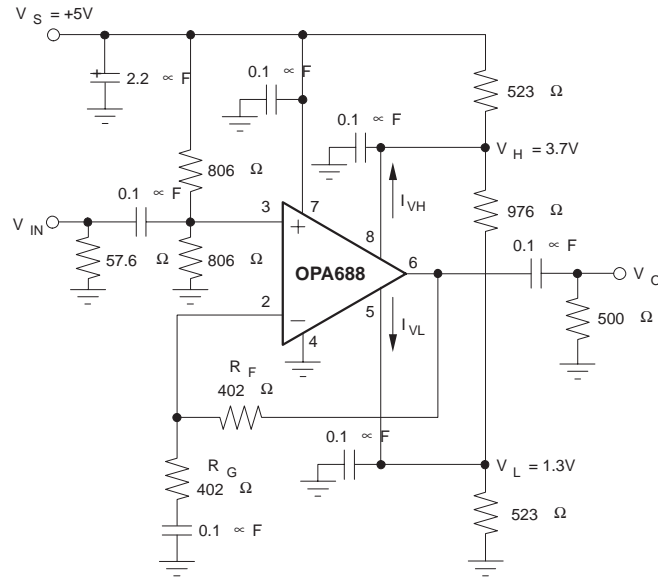 V S = +5V
2.2 ∝ F
0.1 ∝ F
523 Ω
0.1 ∝ F
V H = 3.7V
806 Ω
I VH
976 Ω
0.1 ∝ F
V IN
3
7
8
+
57.6 Ω
806 Ω
OPA688
6
0.1 ∝ F
V O
2
−
5
4
I VL
500 Ω
R F
402 Ω
0.1 ∝ F
V L = 1.3V
R G
402 Ω
523 Ω
0.1 ∝ F